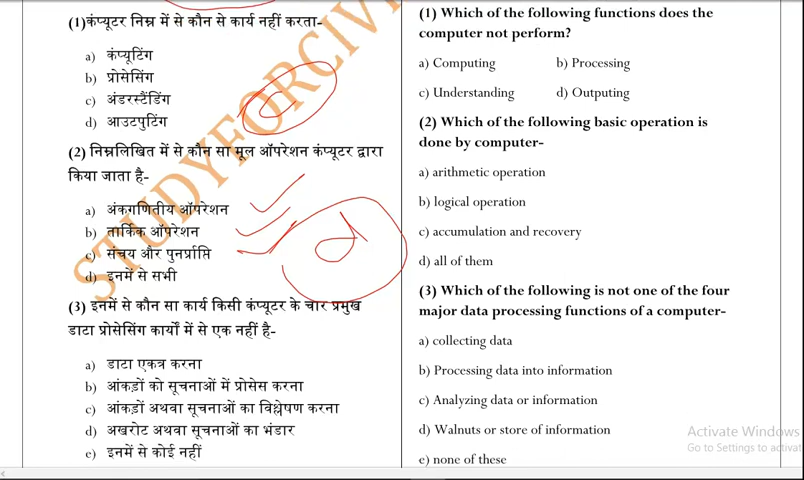 (1)कंप्यूटर निम्न में से कौन से कार्य नहीं करता-
a) कंप्यूटिंग
b) प्रोसेसिंग
c) अंडरस्टैंडिंग
d) आउटपुटिंग
c
(2) निम्नलिखित में से कौन सा मूल ऑपरेशन कंप्यूटर द्वारा
किया जाता है-
a) अंकगणितीय ऑपरेशन
b) तार्किक ऑपरेशन
c) संचय और पुनर्प्राप्ति
d) इनमें से सभी
d
(3) इनमें से कौन सा कार्य किसी कंप्यूटर के चार प्रमुख
डाटा प्रोसेसिंग कार्यों में से एक नहीं है-
a) डाटा एकत्र करना
b) आंकड़ों को सूचनाओं में प्रोसेस करना
c) आंकड़ों अथवा सूचनाओं का विश्लेषण करना
d) अखरोट अथवा सूचनाओं का भंडार
e) इनमें से कोई नहीं
STUDYFORCIV
(1) Which of the following functions does the
computer not perform?
a) Computing b) Processing
c) Understanding d) Outputing
(2) Which of the following basic operation is
done by computer-
a) arithmetic operation
b) logical operation
c) accumulation and recovery
d) all of them
(3) Which of the following is not one of the four
major data processing functions of a computer-
a) collecting data
b) Processing data into information
c) Analyzing data or information
d) Walnuts or store of information
e) none of these
Activate Windows
Go to Settings to activat